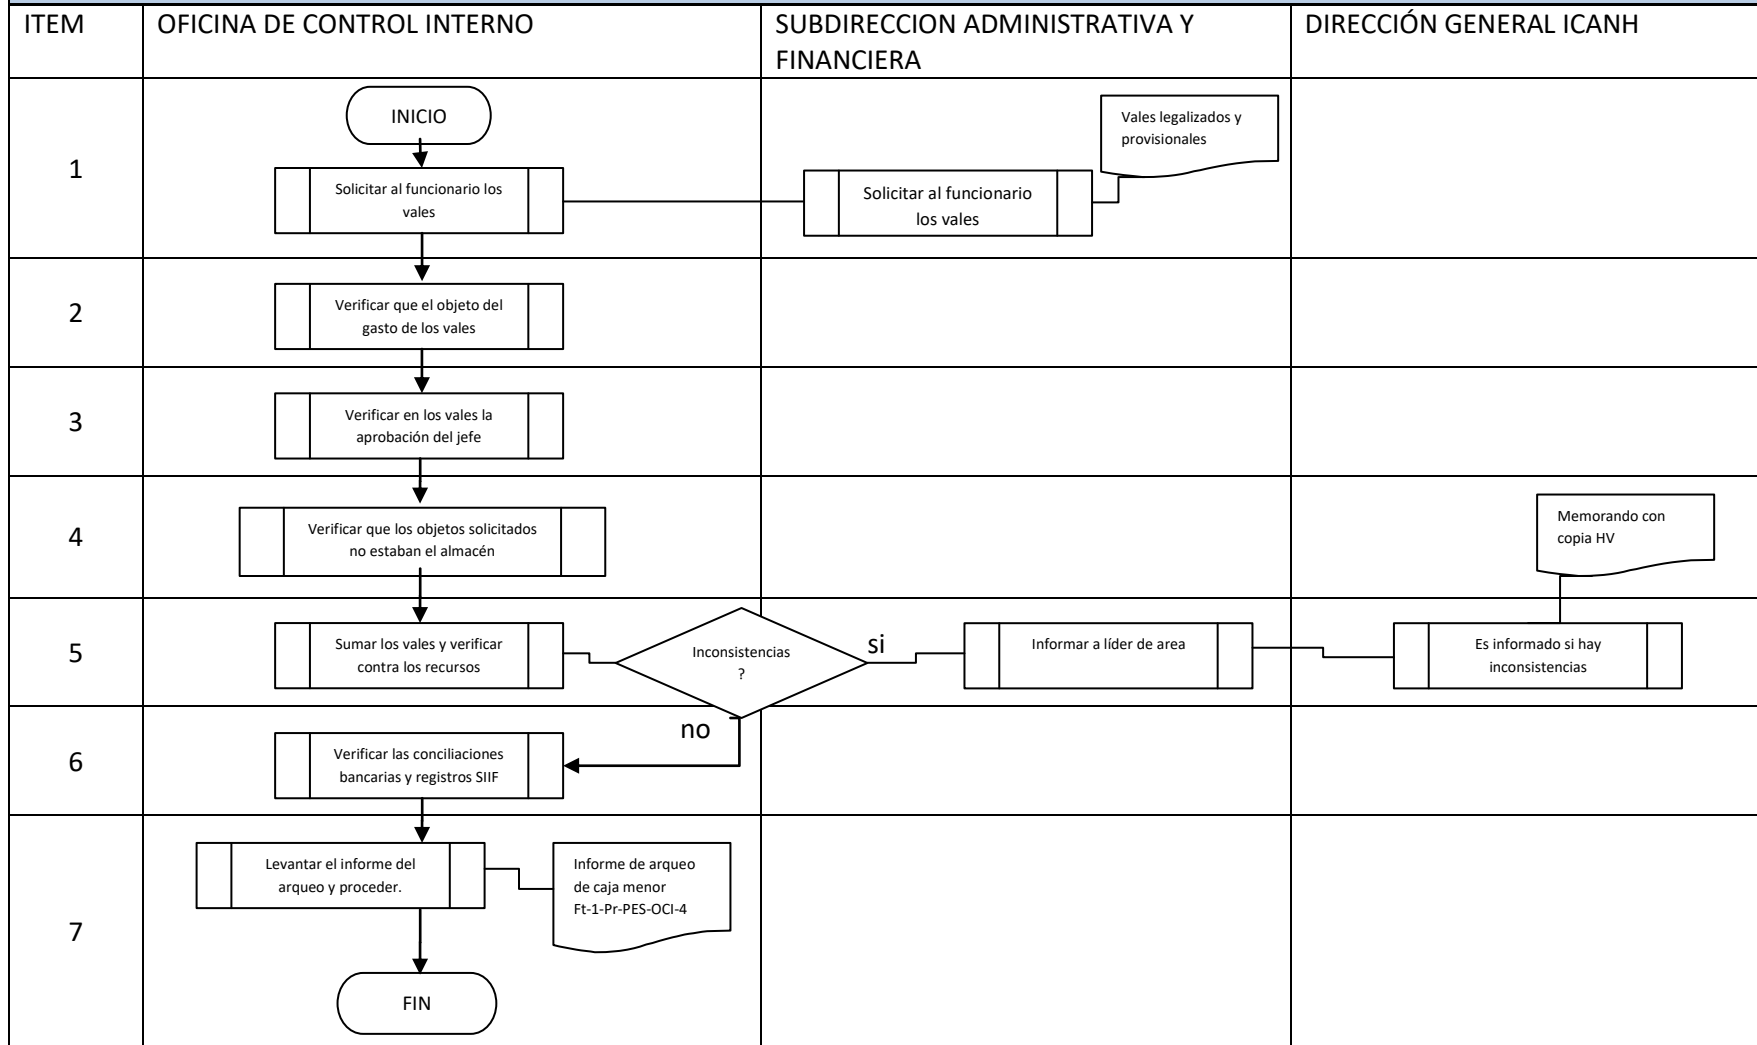 ITEM
OFICINA DE CONTROL INTERNO
SUBDIRECCION ADMINISTRATIVA Y
FINANCIERA
DIRECCIÓN GENERAL ICANH
1
INICIO
Solicitar al funcionario los
vales
Solicitar al funcionario
los vales
Vales legalizados y
provisionales
2
Verificar que el objeto del
gasto de los vales
3
Verificar en los vales la
aprobación del jefe
4
Verificar que los objetos solicitados
no estaban el almacén
Memorando con
copia HV
5
Sumar los vales y verificar
contra los recursos
Inconsistencias
?
si
Informar a líder de area
Es informado si hay
inconsistencias
no
6
Verificar las conciliaciones
bancarias y registros SIIF
7
Levantar el informe del
arqueo y proceder.
Informe de arqueo
de caja menor
Ft-1-Pr-PES-OCI-4
FIN